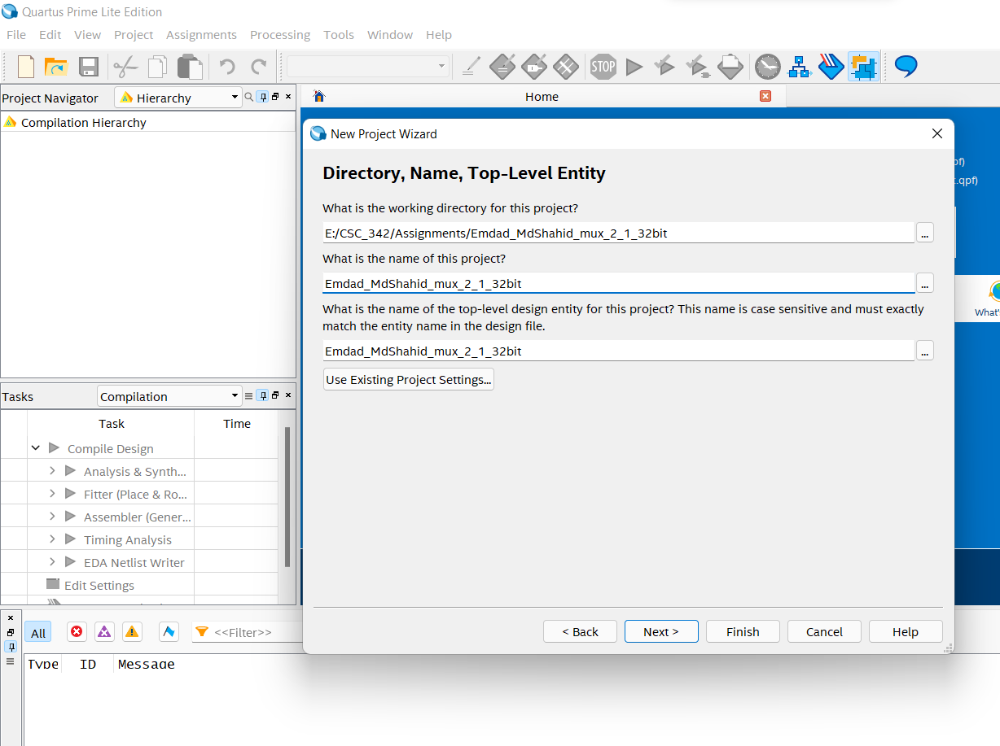 Quartus Prime Lite Edition
File Edit View Project Assignments Processing Tools Window Help
STOP
Project Navigator Hierarchy
Home
Compilation Hierarchy
New Project Wizard
Directory, Name, Top-Level Entity
pf)
.qpf)
What is the working directory for this project?
E:/CSC_342/Assignments/Emdad_MdShahid_mux_2_1_32bit ...
What is the name of this project?
Emdad_MdShahid_mux_2_1_32bit ...
What is the name of the top-level design entity for this project? This name is case sensitive and must exactly
match the entity name in the design file.
Emdad_MdShahid_mux_2_1_32bit ...
Use Existing Project Settings...
What'
Tasks Compilation
Task Time
Compile Design
Analysis & Synth...
Fitter (Place & Ro...
Assembler (Gener...
Timing Analysis
EDA Netlist Writer
Edit Settings
< Back Next > Finish Cancel Help
All <<Filter>>
Type ID Message